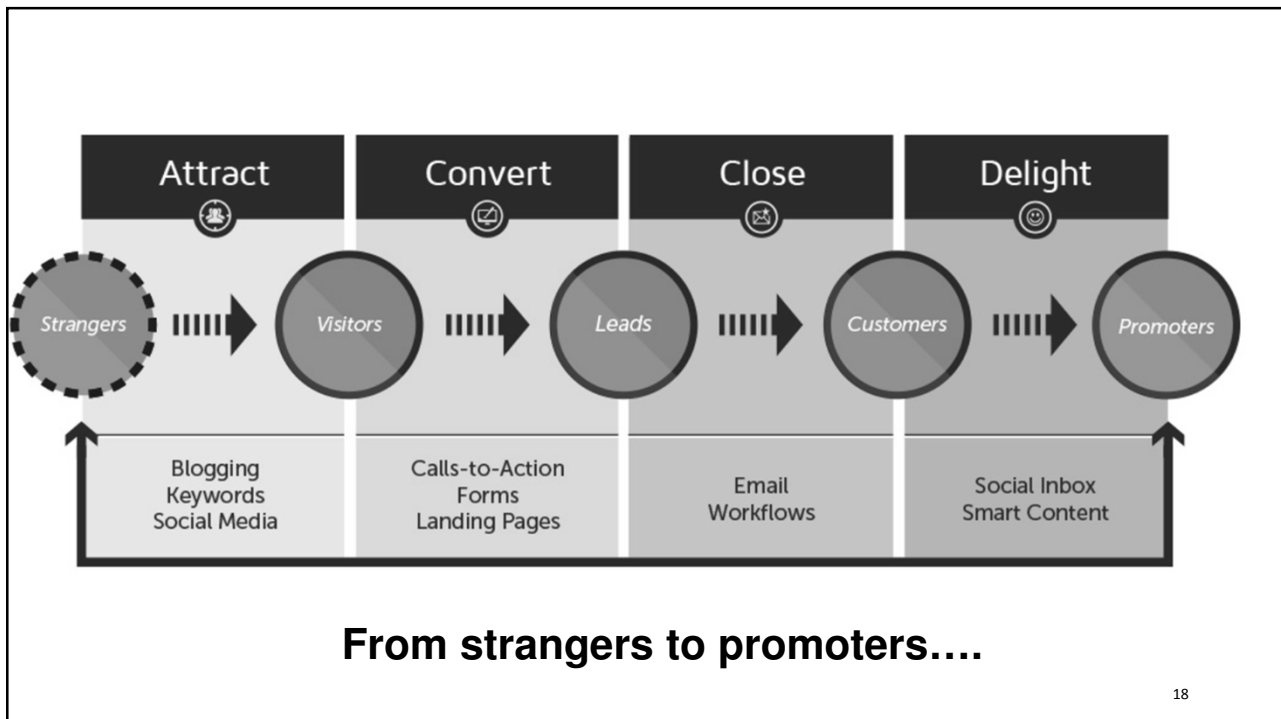 Attract
Convert
Close
Delight
Strangers
Visitors
Leads
Customers
Promoters
Blogging
Keywords
Social Media
Calls-to-Action
Forms
Landing Pages
Email
Workflows
Social Inbox
Smart Content
From strangers to promoters....
18